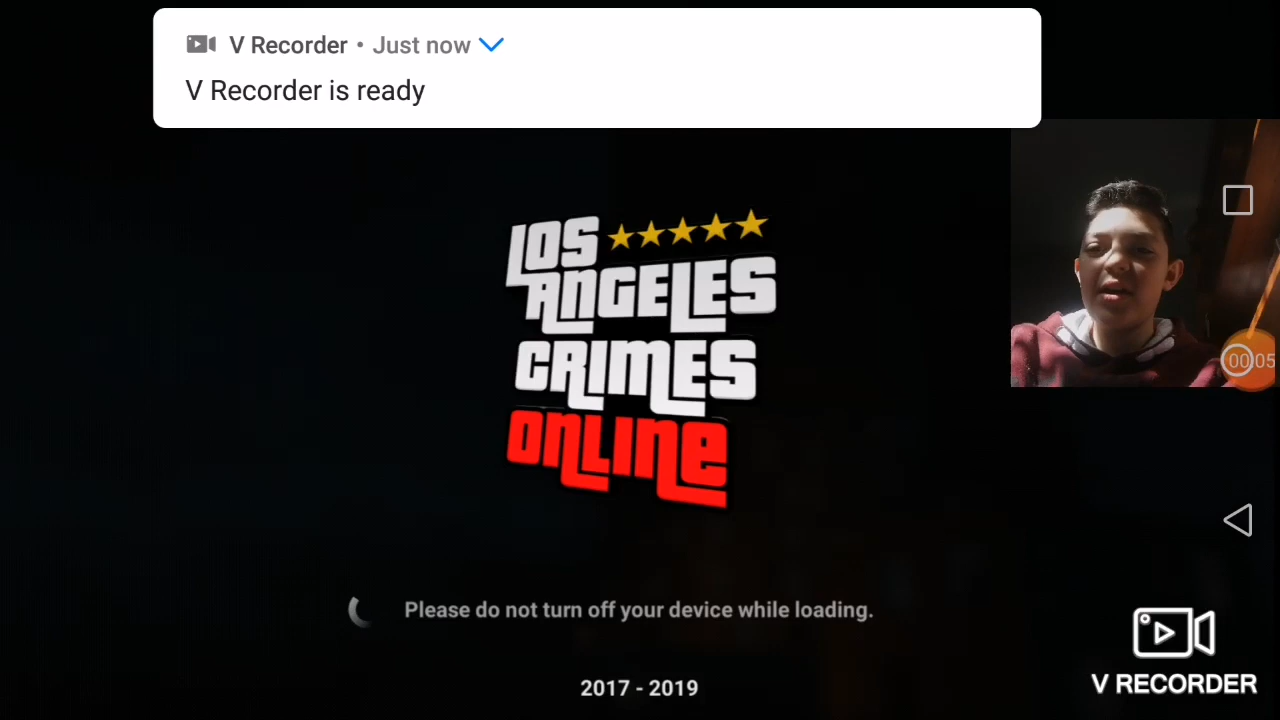 V Recorder • Just now
V Recorder is ready
LOS
ANGELES
CRIMES
ONLINE
00:05
Please do not turn off your device while loading.
2017 - 2019
V RECORDER